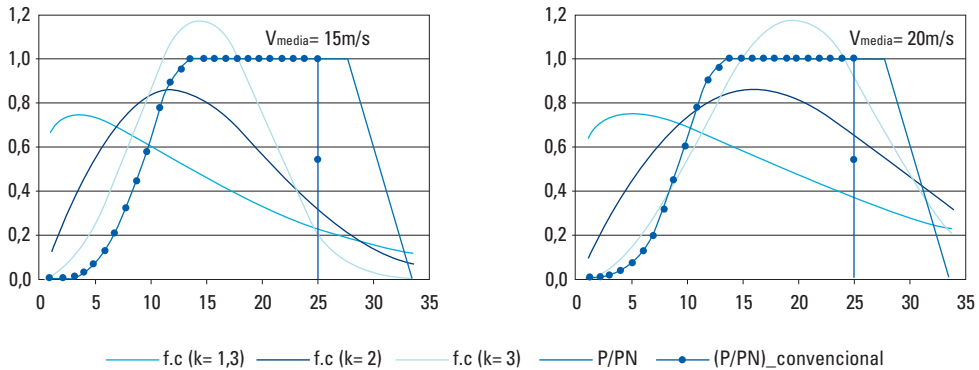 1,2
1,0
0,8
0,6
0,4
0,2
0,0
0 5 10 15 20 25 30 35
Vmedia= 15m/s
1,2
1,0
0,8
0,6
0,4
0,2
0,0
0 5 10 15 20 25 30 35
Vmedia= 20m/s
f.c (k= 1,3) f.c (k= 2) f.c (k= 3) P/PN (P/PN)_convencional